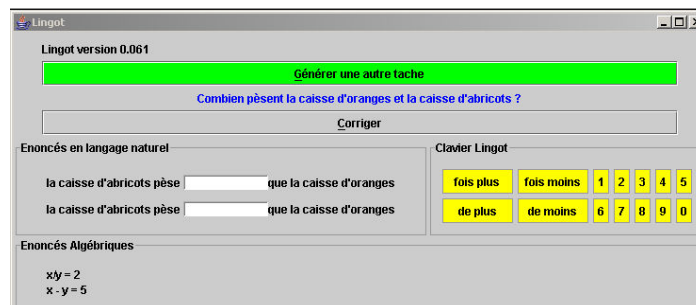 Lingot
Lingot version 0.061
Générer une autre tache
Combien pèsent la caisse d'oranges et la caisse d'abricots ?
Corriger
Enoncés en langage naturel
la caisse d'abricots pèse que la caisse d'oranges
la caisse d'abricots pèse que la caisse d'oranges
Clavier Lingot
fois plus fois moins 1 2 3 4 5
de plus de moins 6 7 8 9 0
Enoncés Algébriques
x/y = 2
x - y = 5